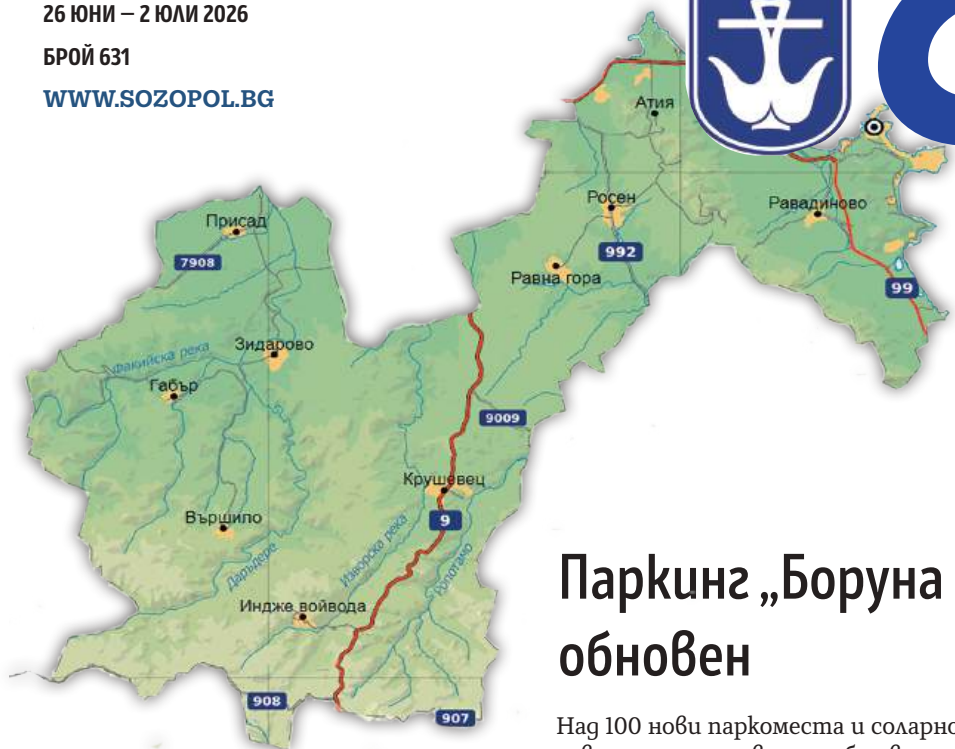 26 ЮНИ – 2 ЮЛИ 2026
БРОЙ 631
WWW.SOZOPOL.BG
Атия
Росен
Равадиново
Присад
992
7908
Равна гора
99
Зидарово
Факийска река
Габър
9009
Крушевец
Вършило
9
Изворска река
Даръдере
Ропотамо
Индже войвода
908
907
Паркинг „Боруна
обновен
Над 100 нови паркоместа и соларно